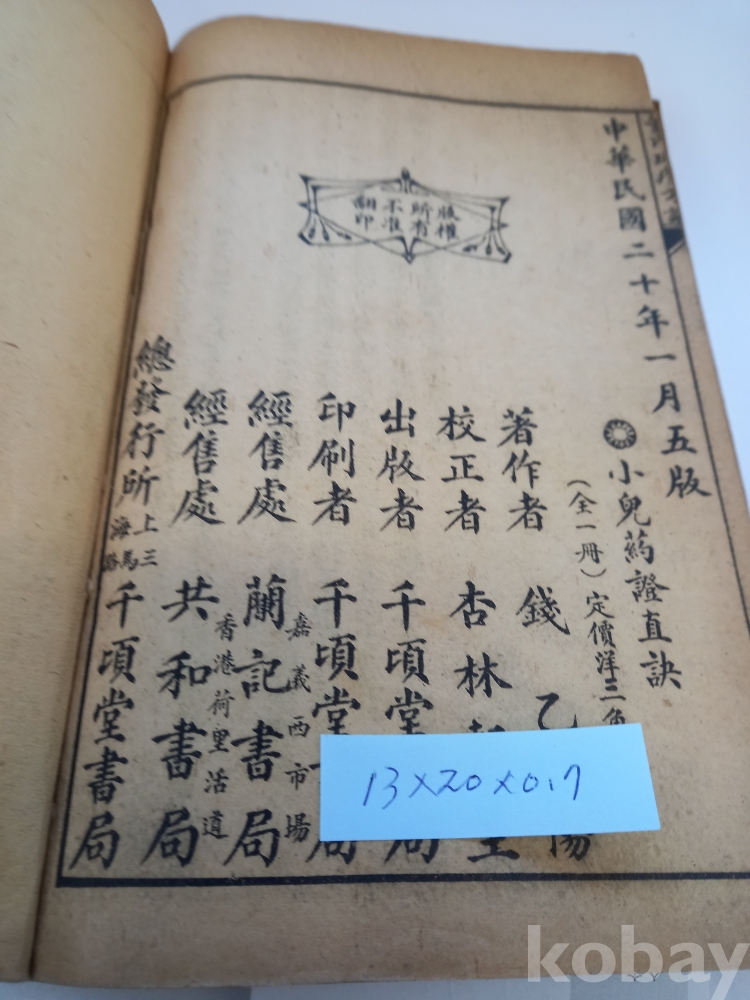 中華民國二十年一月五版
版權所有不准翻印
小兒葯證直訣
(全一冊)定價洋三角
著作者 錢乙
校正者 杏林
出版者 千頃堂
印刷者 千頃堂
經售處 嘉義西市場 蘭記書局
經售處 香港荷里活道 共和書局
總發行所 上海三馬路 千頃堂書局
13×20×0.7
kobay